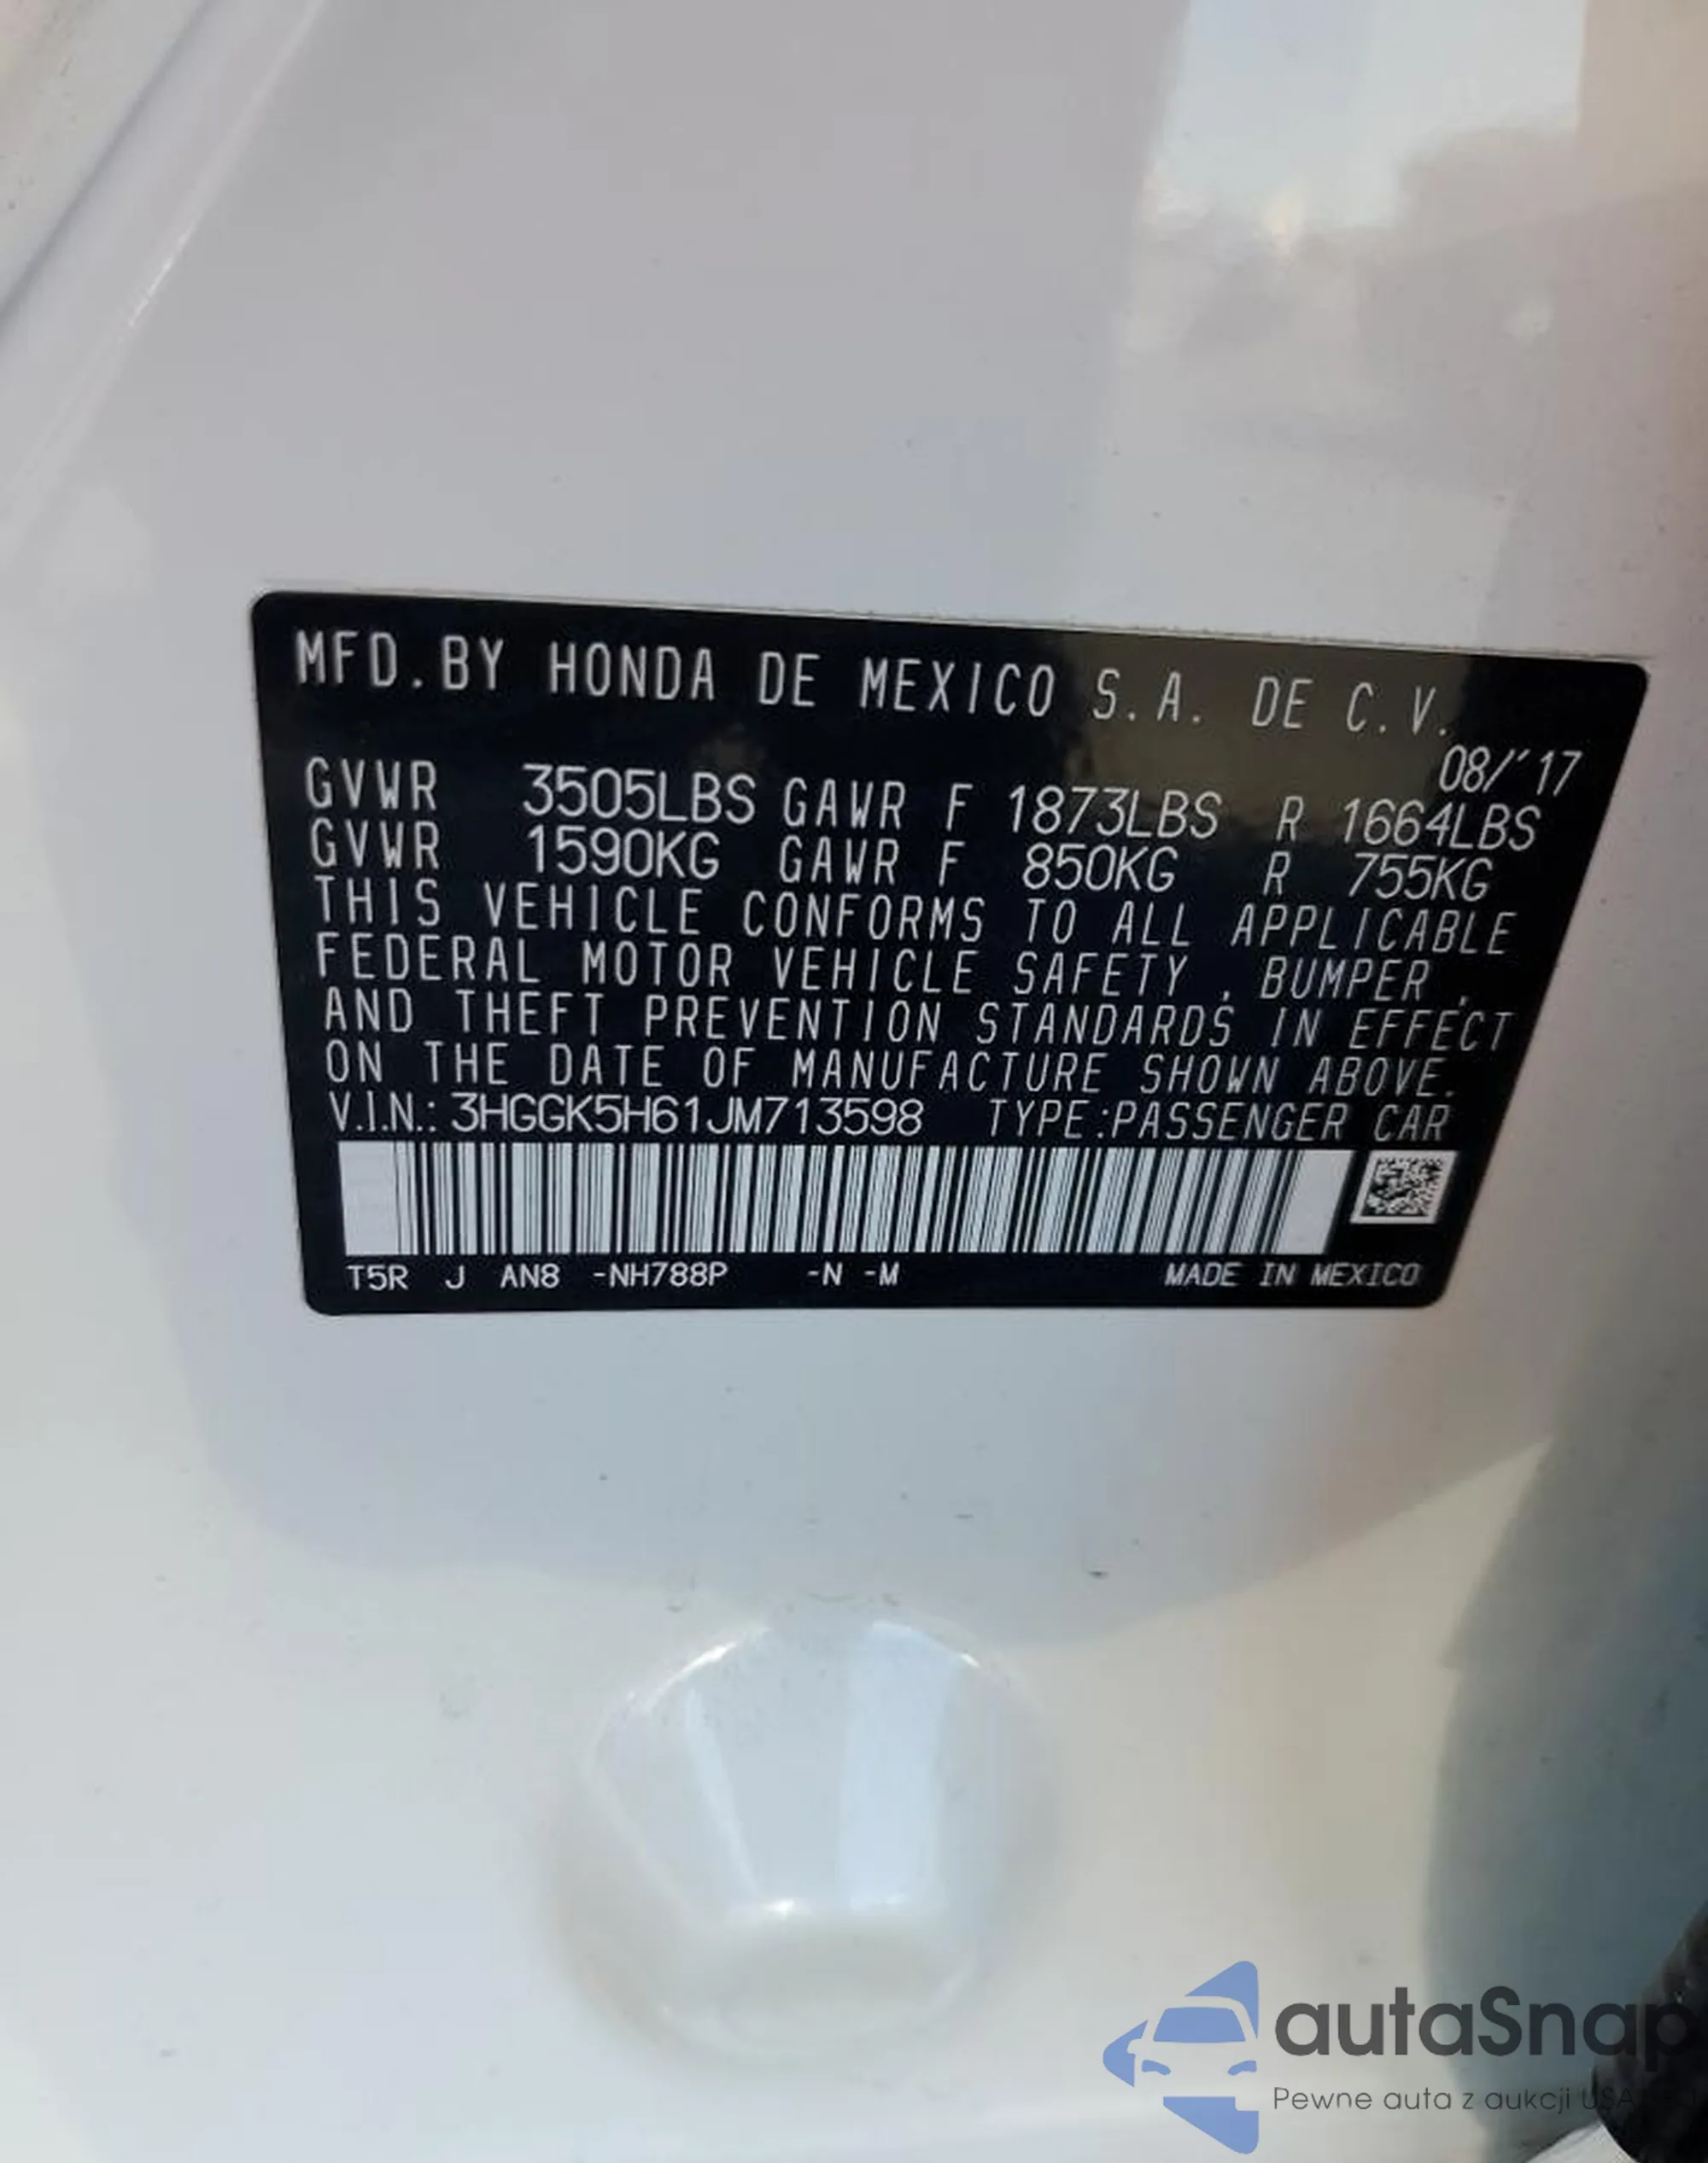 MFD.BY HONDA DE MEXICO S.A. DE C.V.
08/'17
GVWR 3505LBS GAWR F 1873LBS R 1664LBS
GVWR 1590KG GAWR F 850KG R 755KG
THIS VEHICLE CONFORMS TO ALL APPLICABLE
FEDERAL MOTOR VEHICLE SAFETY, BUMPER,
AND THEFT PREVENTION STANDARDS IN EFFECT
ON THE DATE OF MANUFACTURE SHOWN ABOVE.
V.I.N.: 3HGGK5H61JM713598 TYPE:PASSENGER CAR
T5R J AN8 -NH788P -N -M MADE IN MEXICO
autaSnap
Pewne auta z aukcji USA